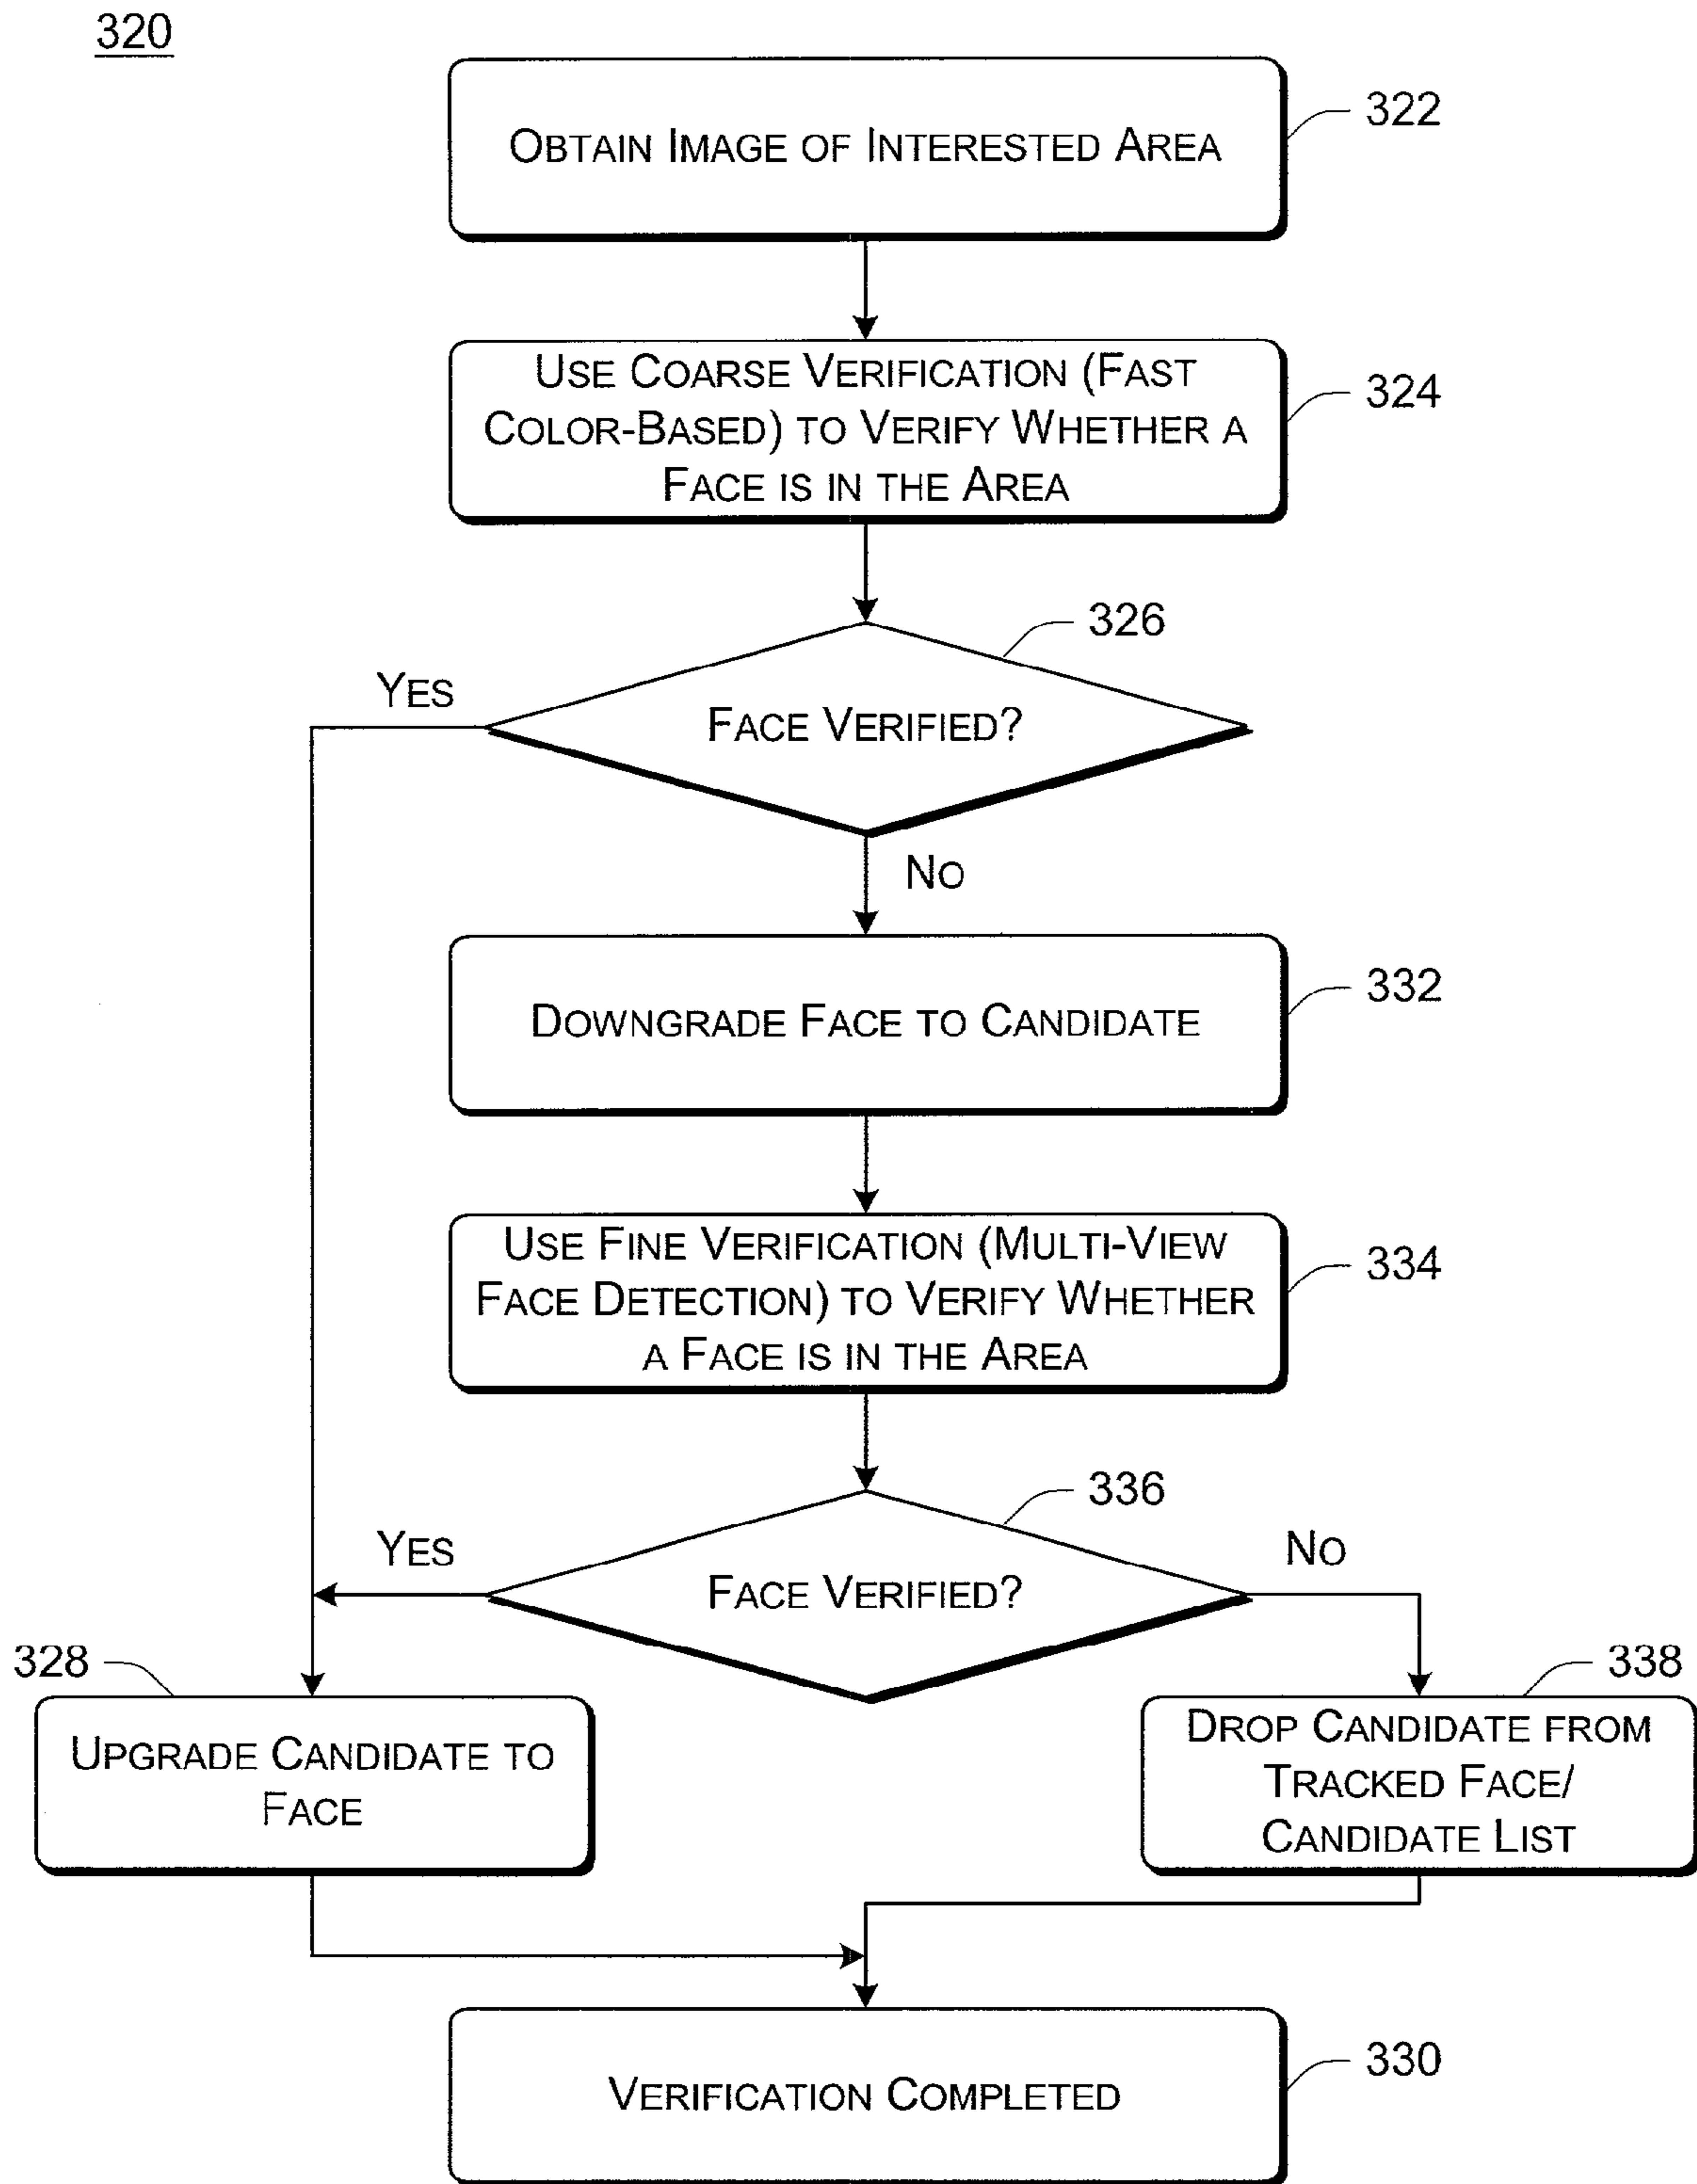 320
OBTAIN IMAGE OF INTERESTED AREA
322
USE COARSE VERIFICATION (FAST
COLOR-BASED) TO VERIFY WHETHER A
FACE IS IN THE AREA
324
326
YES
FACE VERIFIED?
NO
DOWNGRADE FACE TO CANDIDATE
332
USE FINE VERIFICATION (MULTI-VIEW
FACE DETECTION) TO VERIFY WHETHER
A FACE IS IN THE AREA
334
336
YES
FACE VERIFIED?
NO
328
UPGRADE CANDIDATE TO
FACE
338
DROP CANDIDATE FROM
TRACKED FACE/
CANDIDATE LIST
VERIFICATION COMPLETED
330